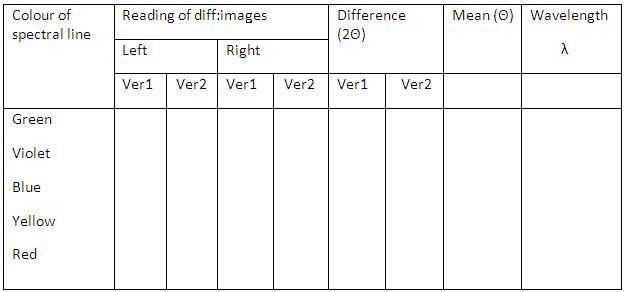 Colour of spectral line Reading of diff:images Difference (2Θ) Mean (Θ) Wavelength λ
Left Right
Ver1 Ver2 Ver1 Ver2 Ver1 Ver2
Green
Violet
Blue
Yellow
Red